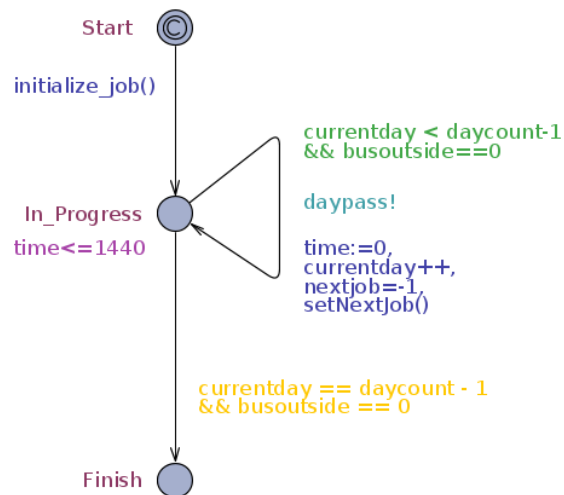 Start
C
initialize_job()
currentday < daycount-1
&& busoutside==0
daypass!
In_Progress
time<=1440
time:=0,
currentday++,
nextjob=-1,
setNextJob()
currentday == daycount - 1
&& busoutside == 0
Finish